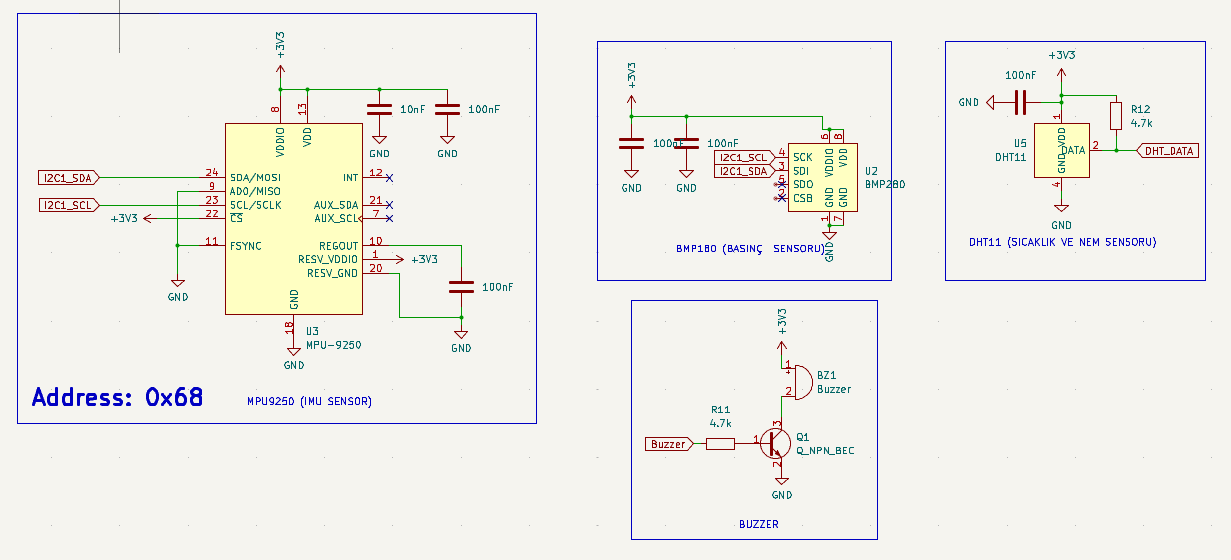 +3V3
8
13
VDDIO
VDD
10nF
100nF
GND
GND
I2C1_SDA
24
SDA/MOSI
INT
12
9
AD0/MISO
I2C1_SCL
23
SCL/SCLK
AUX_SDA
21
+3V3
22
CS
AUX_SCL
7
11
FSYNC
REGOUT
10
RESV_VDDIO
1
+3V3
RESV_GND
20
100nF
GND
GND
18
U3
MPU-9250
GND
GND
Address: 0x68
MPU9250 (IMU SENSOR)
+3V3
100nF
100nF
GND
GND
6
8
I2C1_SCL
4
SCK
VDDIO
VDD
I2C1_SDA
3
SDI
U2
BMP280
SDO
CSB
GND
GND
1
7
GND
BMP180 (BASINÇ SENSORU)
+3V3
100nF
GND
1
R12
4.7k
U5
DHT11
VDD
DATA
2
DHT_DATA
GND
4
GND
DHT11 (SICAKLIK VE NEM SENSORU)
+3V3
1
+
BZ1
2
Buzzer
R11
4.7k
3
Q1
Buzzer
1
Q_NPN_BEC
2
GND
BUZZER